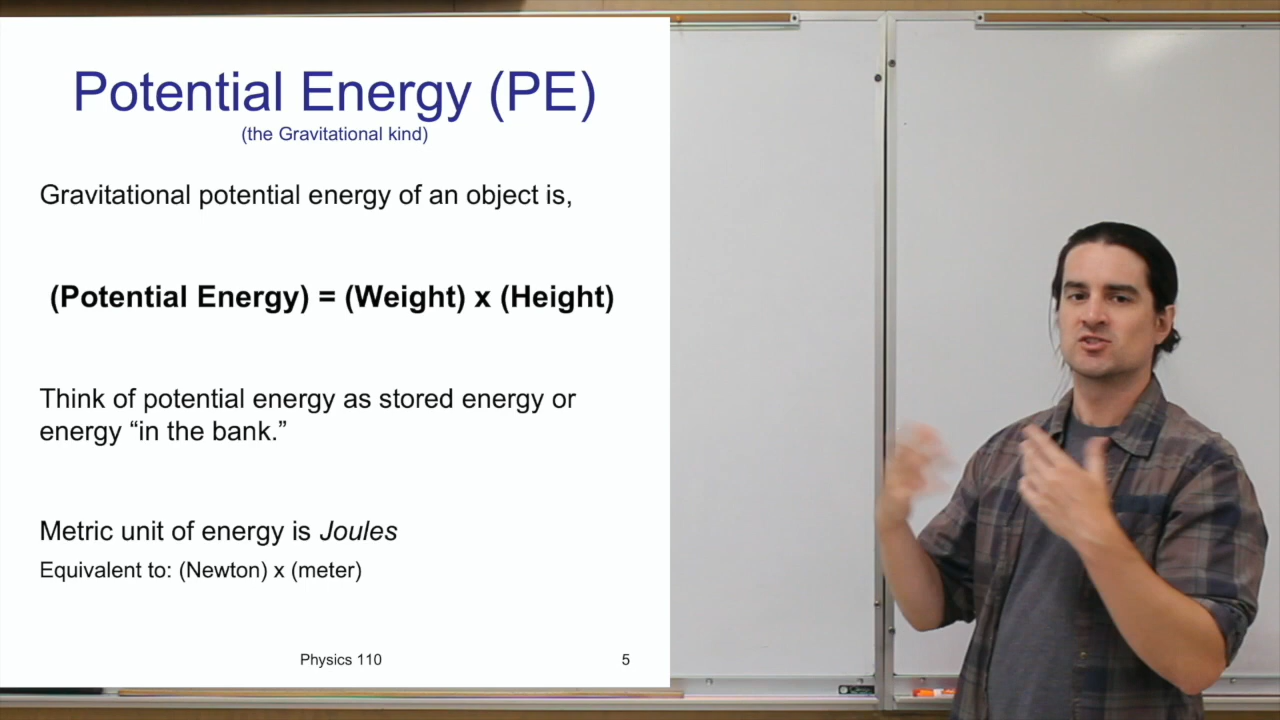 Potential Energy (PE)
(the Gravitational kind)
Gravitational potential energy of an object is,
(Potential Energy) = (Weight) x (Height)
Think of potential energy as stored energy or
energy “in the bank.”
Metric unit of energy is Joules
Equivalent to: (Newton) x (meter)
Physics 110
5